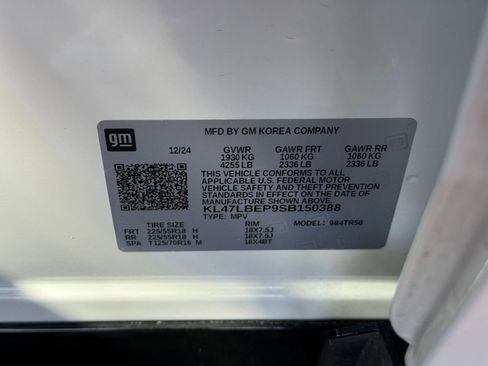 gm
MFD BY GM KOREA COMPANY
12/24 GVWR GAWR FRT GAWR RR
1930 KG 1060 KG 1060 KG
4255 LB 2336 LB 2336 LB
THIS VEHICLE CONFORMS TO ALL
APPLICABLE U.S. FEDERAL MOTOR
VEHICLE SAFETY AND THEFT PREVENTION
STANDARDS IN EFFECT ON THE DATE OF
MANUFACTURE SHOWN ABOVE.
KL47LBEP9SB150388
TYPE: MPV MODEL: 984TR58
TIRE SIZE RIM
FRT 225/55R18 H 18X7.5J
RR 225/55R18 H 18X7.5J
SPA T125/70R16 M 16X4BT